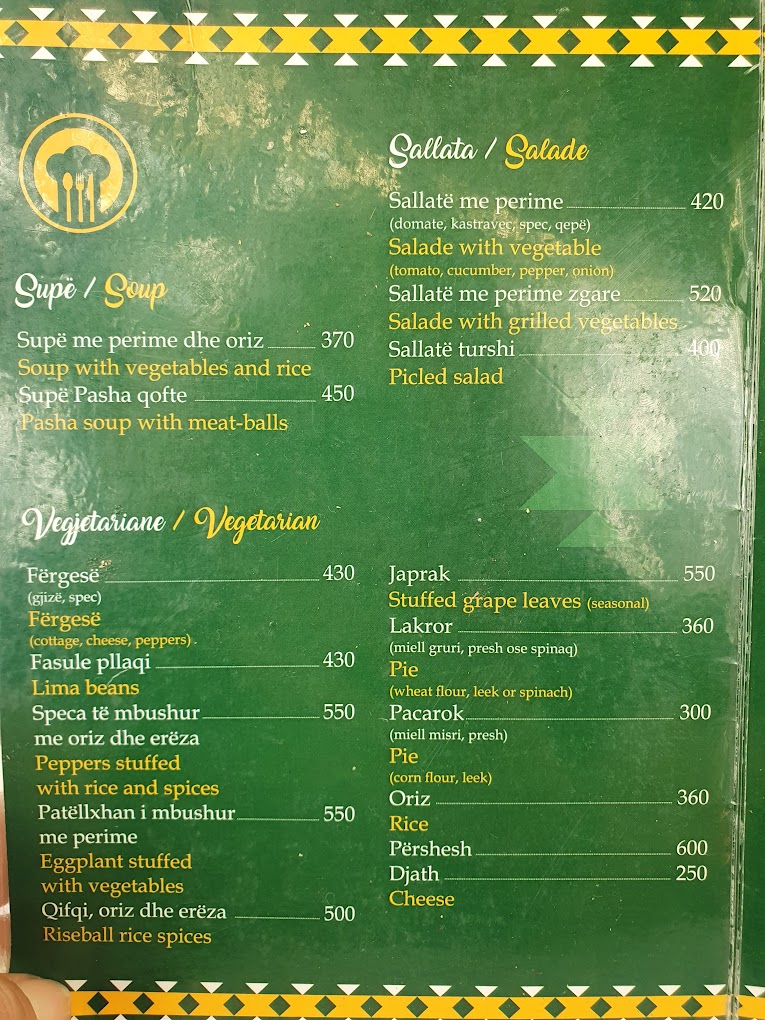 Supë / Soup
Supë me perime dhe oriz 370
Soup with vegetables and rice
Supë Pasha qofte 450
Pasha soup with meat-balls
Sallata / Salade
Sallatë me perime 420
(domate, kastravec, spec, qepë)
Salade with vegetable
(tomato, cucumber, pepper, onion)
Sallatë me perime zgare 520
Salade with grilled vegetables
Sallatë turshi 400
Picled salad
Vegjetariane / Vegetarian
Fërgesë 430
(gjizë, spec)
Fërgesë
(cottage, cheese, peppers)
Fasule pllaqi 430
Lima beans
Speca të mbushur 550
me oriz dhe erëza
Peppers stuffed
with rice and spices
Patëllxhan i mbushur 550
me perime
Eggplant stuffed
with vegetables
Qifqi, oriz dhe erëza 500
Riseball rice spices
Japrak 550
Stuffed grape leaves (seasonal)
Lakror 360
(miell gruri, presh ose spinaq)
Pie
(wheat flour, leek or spinach)
Pacarok 300
(miell misri, presh)
Pie
(corn flour, leek)
Oriz 360
Rice
Përshesh 600
Djath 250
Cheese